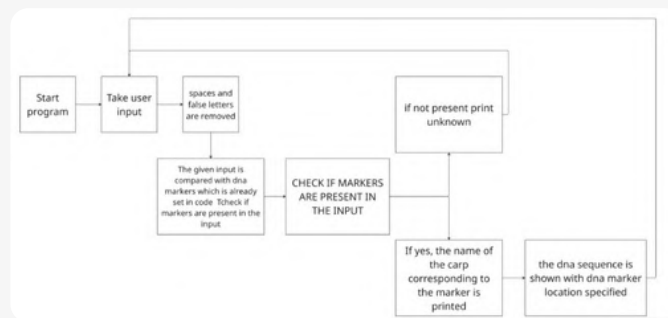 Start
program
Take user
input
spaces and
false letters
are removed
The given input is
compared with dna
markers which is already
set in code Tcheck if
markers are present in the
input
CHECK IF MARKERS
ARE PRESENT IN
THE INPUT
if not present print
unknown
If yes, the name of
the carp
corresponding to
the marker is
printed
the dna sequence is
shown with dna marker
location specified